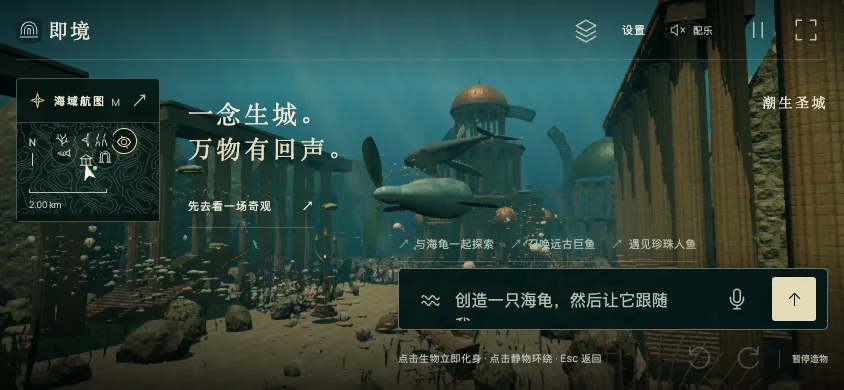 即境
设置
配乐
海域航图 M
N
2.00 km
潮生圣城
一念生城。
万物有回声。
先去看一场奇观
与海龟一起探索
召唤远古巨鱼
遇见珍珠人鱼
创造一只海龟，然后让它跟随
点击生物立即化身 · 点击静物环绕 · Esc 返回
暂停造物